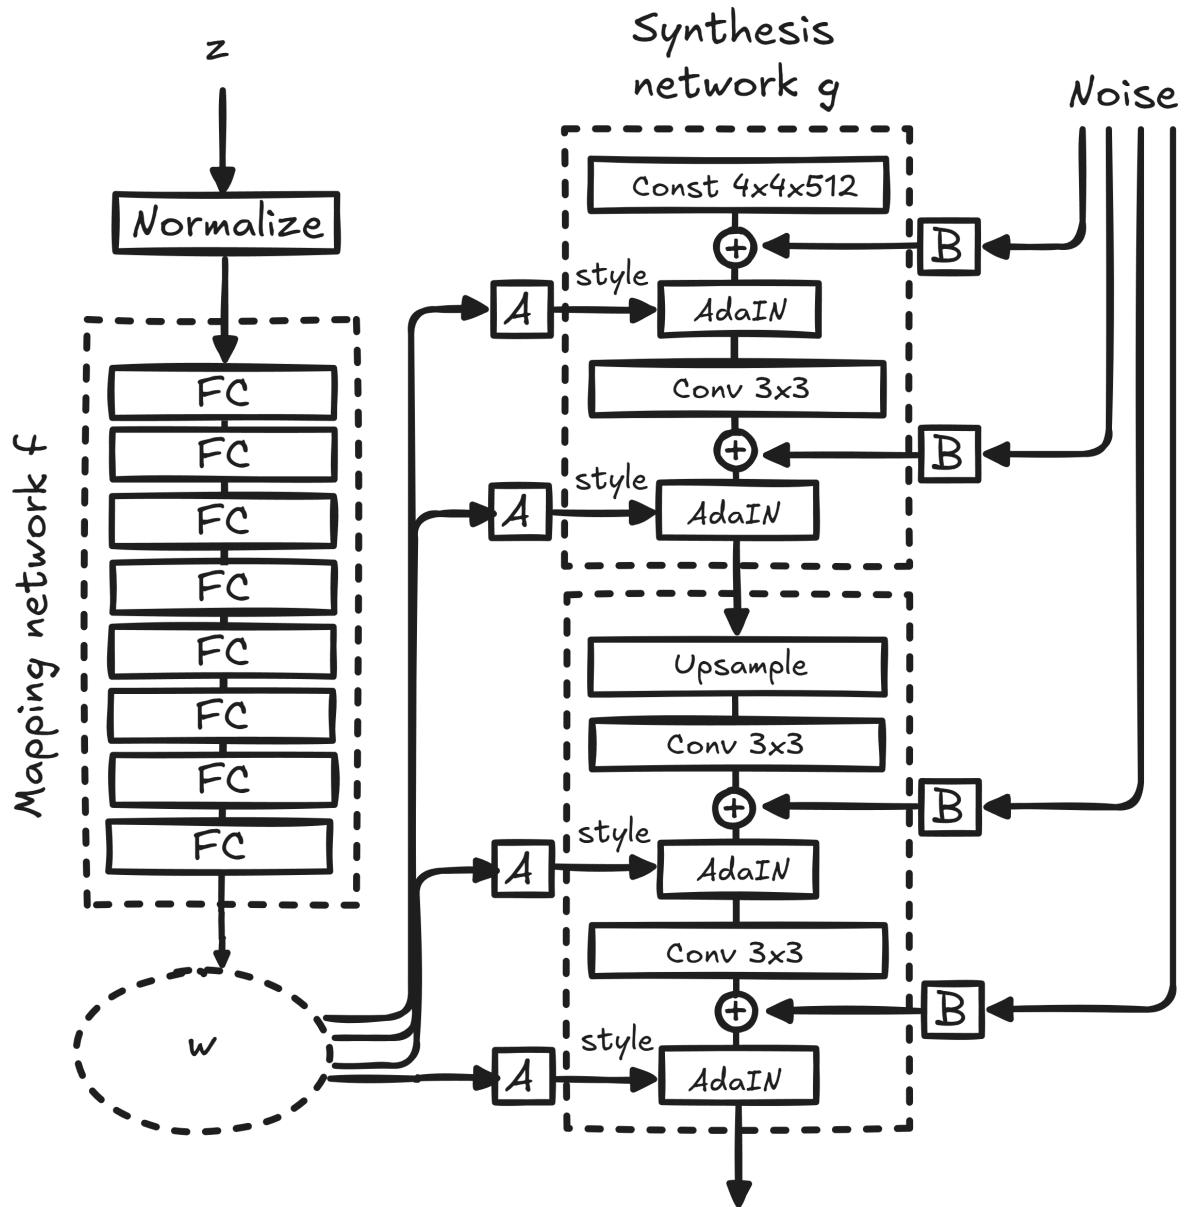 z
Normalize
Mapping network f
FC
FC
FC
FC
FC
FC
FC
FC
w
Synthesis
network g
Noise
Const 4x4x512
B
A
style
AdaIN
Conv 3x3
B
A
style
AdaIN
Upsample
Conv 3x3
B
A
style
AdaIN
Conv 3x3
B
A
style
AdaIN